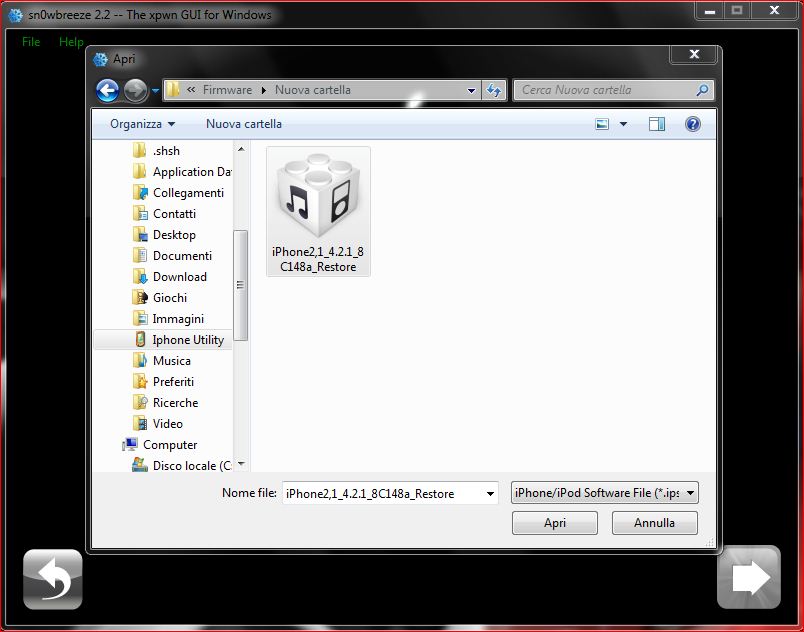 sn0wbreeze 2.2 -- The xpwn GUI for Windows
File Help
Apri
« Firmware Nuova cartella
Cerca Nuova cartella
Organizza Nuova cartella
.shsh
Application Da
Collegamenti
Contatti
Desktop
Documenti
Download
Giochi
Immagini
Iphone Utility
Musica
Preferiti
Ricerche
Video
Computer
Disco locale (C:
iPhone2,1_4.2.1_8
C148a_Restore
Nome file: iPhone2,1_4.2.1_8C148a_Restore
iPhone/iPod Software File (*.ips
Apri Annulla